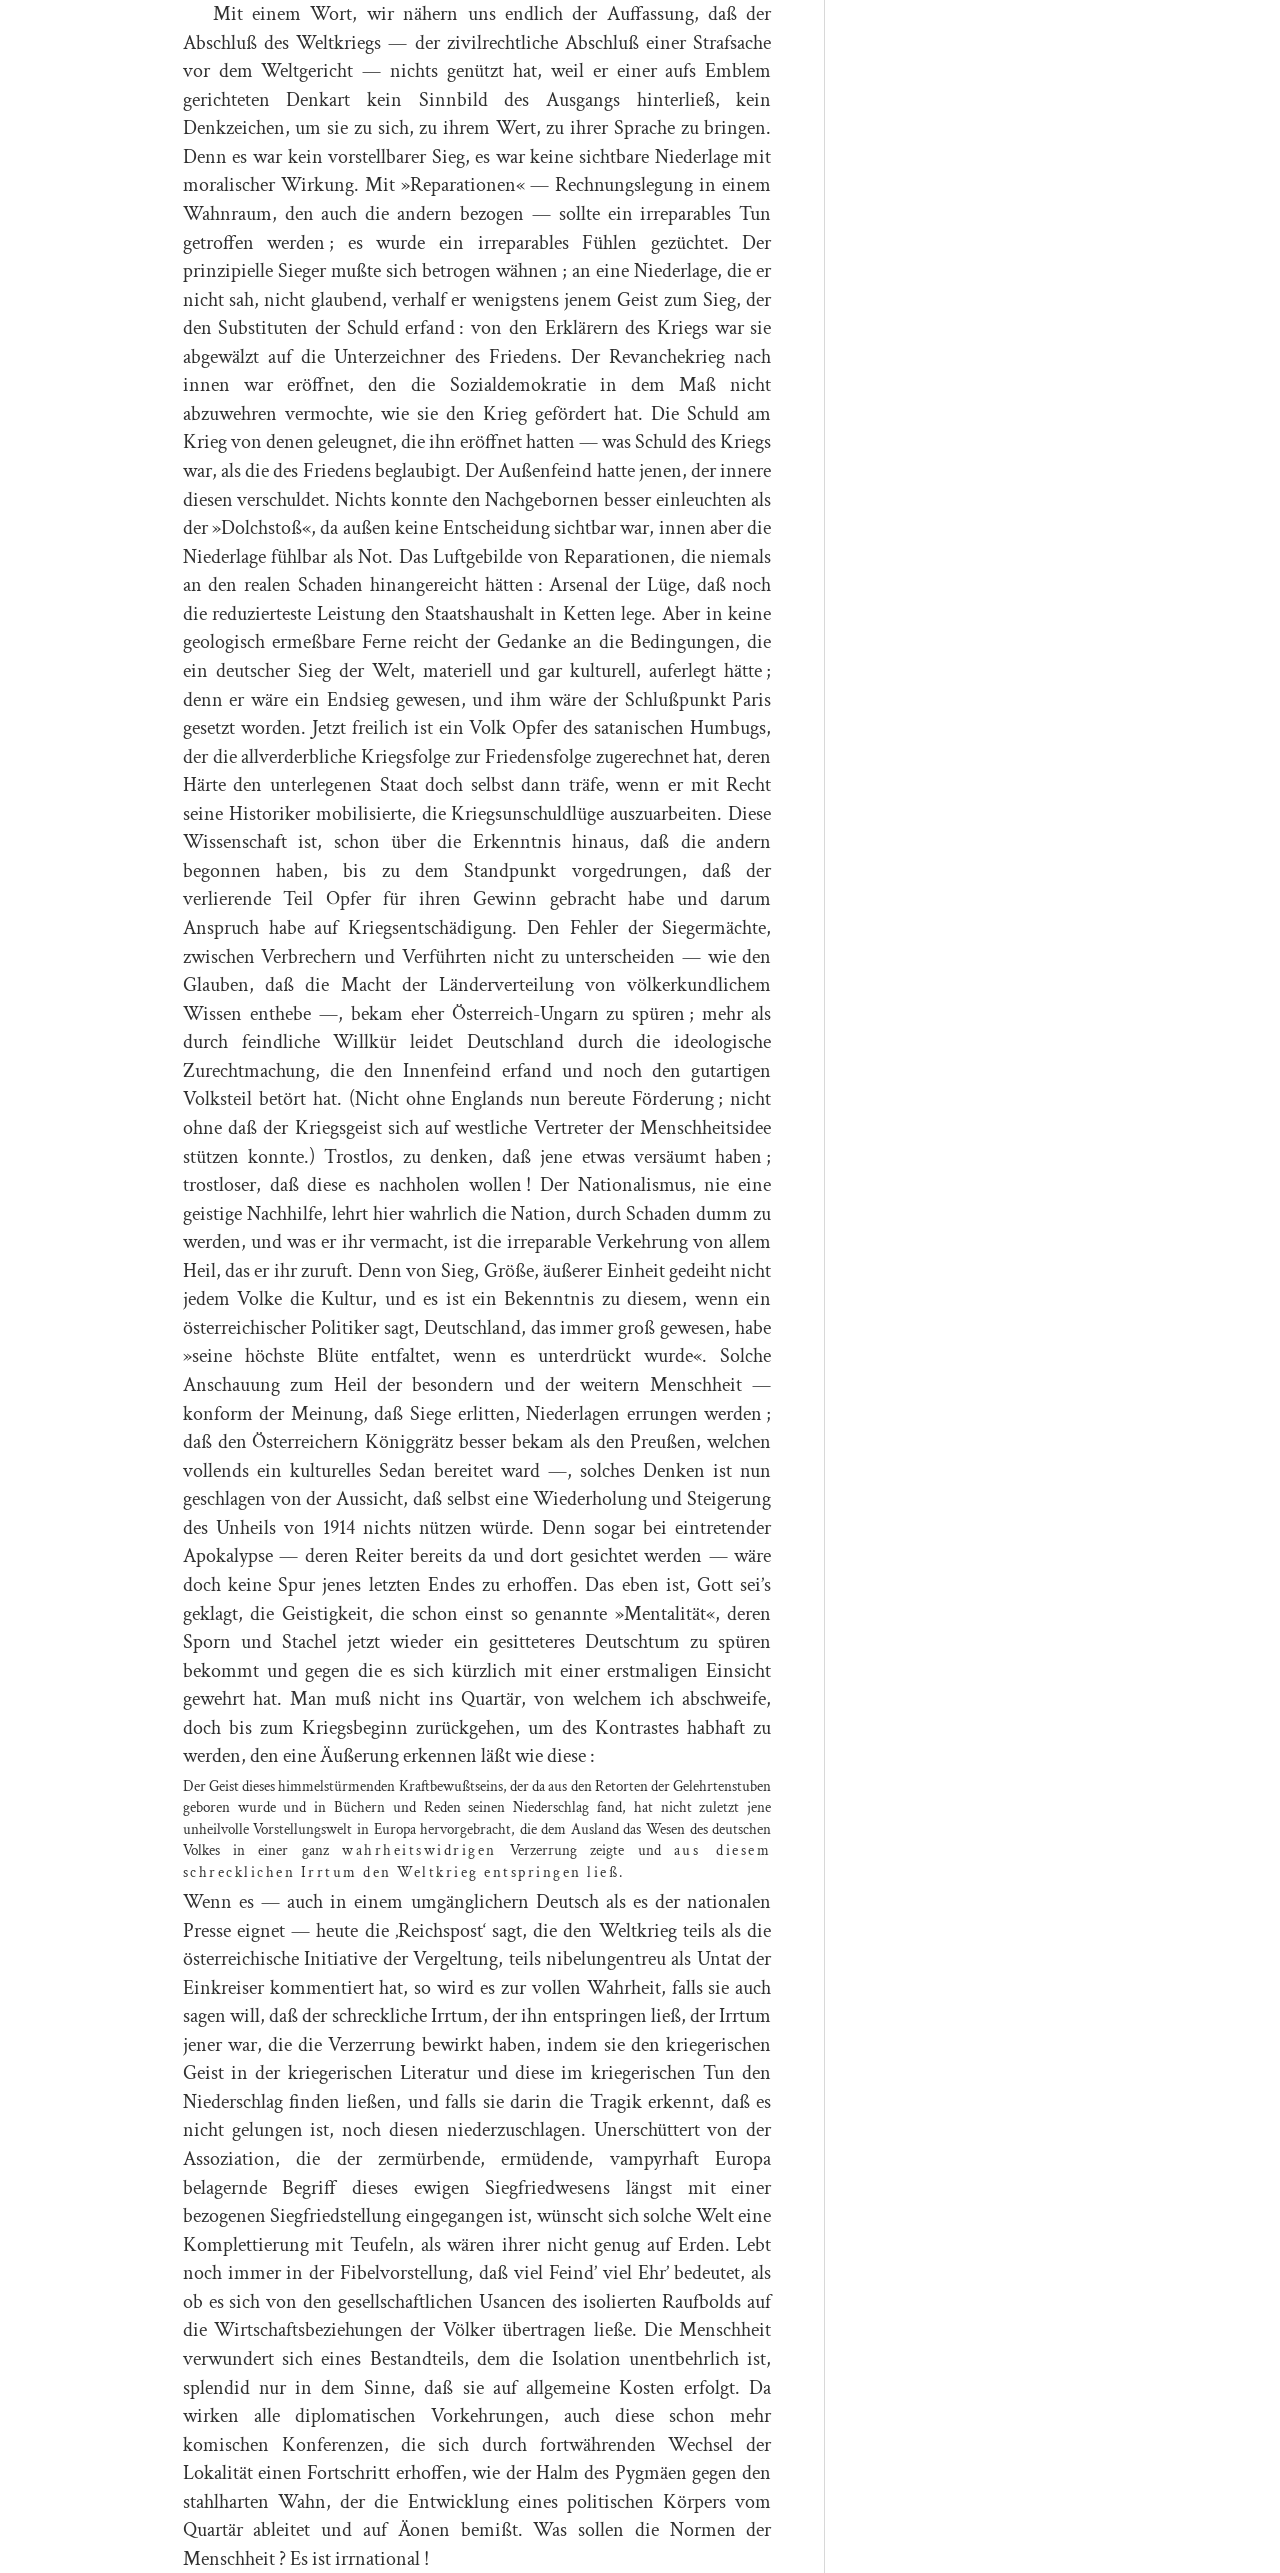 Mit einem Wort, wir nähern uns endlich der Auffassung, daß der
Abschluß des Weltkriegs — der zivilrechtliche Abschluß einer Strafsache
vor dem Weltgericht — nichts genützt hat, weil er einer aufs Emblem
gerichteten Denkart kein Sinnbild des Ausgangs hinterließ, kein
Denkzeichen, um sie zu sich, zu ihrem Wert, zu ihrer Sprache zu bringen.
Denn es war kein vorstellbarer Sieg, es war keine sichtbare Niederlage mit
moralischer Wirkung. Mit »Reparationen« — Rechnungslegung in einem
Wahnraum, den auch die andern bezogen — sollte ein irreparables Tun
getroffen werden ; es wurde ein irreparables Fühlen gezüchtet. Der
prinzipielle Sieger mußte sich betrogen wähnen ; an eine Niederlage, die er
nicht sah, nicht glaubend, verhalf er wenigstens jenem Geist zum Sieg, der
den Substituten der Schuld erfand : von den Erklärern des Kriegs war sie
abgewälzt auf die Unterzeichner des Friedens. Der Revanchekrieg nach
innen war eröffnet, den die Sozialdemokratie in dem Maß nicht
abzuwehren vermochte, wie sie den Krieg gefördert hat. Die Schuld am
Krieg von denen geleugnet, die ihn eröffnet hatten — was Schuld des Kriegs
war, als die des Friedens beglaubigt. Der Außenfeind hatte jenen, der innere
diesen verschuldet. Nichts konnte den Nachgebornen besser einleuchten als
der »Dolchstoß«, da außen keine Entscheidung sichtbar war, innen aber die
Niederlage fühlbar als Not. Das Luftgebilde von Reparationen, die niemals
an den realen Schaden hinangereicht hätten : Arsenal der Lüge, daß noch
die reduzierteste Leistung den Staatshaushalt in Ketten lege. Aber in keine
geologisch ermeßbare Ferne reicht der Gedanke an die Bedingungen, die
ein deutscher Sieg der Welt, materiell und gar kulturell, auferlegt hätte ;
denn er wäre ein Endsieg gewesen, und ihm wäre der Schlußpunkt Paris
gesetzt worden. Jetzt freilich ist ein Volk Opfer des satanischen Humbugs,
der die allverderbliche Kriegsfolge zur Friedensfolge zugerechnet hat, deren
Härte den unterlegenen Staat doch selbst dann träfe, wenn er mit Recht
seine Historiker mobilisierte, die Kriegsunschuldlüge auszuarbeiten. Diese
Wissenschaft ist, schon über die Erkenntnis hinaus, daß die andern
begonnen haben, bis zu dem Standpunkt vorgedrungen, daß der
verlierende Teil Opfer für ihren Gewinn gebracht habe und darum
Anspruch habe auf Kriegsentschädigung. Den Fehler der Siegermächte,
zwischen Verbrechern und Verführten nicht zu unterscheiden — wie den
Glauben, daß die Macht der Länderverteilung von völkerkundlichem
Wissen enthebe —, bekam eher Österreich-Ungarn zu spüren ; mehr als
durch feindliche Willkür leidet Deutschland durch die ideologische
Zurechtmachung, die den Innenfeind erfand und noch den gutartigen
Volksteil betört hat. (Nicht ohne Englands nun bereute Förderung ; nicht
ohne daß der Kriegsgeist sich auf westliche Vertreter der Menschheitsidee
stützen konnte.) Trostlos, zu denken, daß jene etwas versäumt haben ;
trostloser, daß diese es nachholen wollen ! Der Nationalismus, nie eine
geistige Nachhilfe, lehrt hier wahrlich die Nation, durch Schaden dumm zu
werden, und was er ihr vermacht, ist die irreparable Verkehrung von allem
Heil, das er ihr zuruft. Denn von Sieg, Größe, äußerer Einheit gedeiht nicht
jedem Volke die Kultur, und es ist ein Bekenntnis zu diesem, wenn ein
österreichischer Politiker sagt, Deutschland, das immer groß gewesen, habe
»seine höchste Blüte entfaltet, wenn es unterdrückt wurde«. Solche
Anschauung zum Heil der besondern und der weitern Menschheit —
konform der Meinung, daß Siege erlitten, Niederlagen errungen werden ;
daß den Österreichern Königgrätz besser bekam als den Preußen, welchen
vollends ein kulturelles Sedan bereitet ward —, solches Denken ist nun
geschlagen von der Aussicht, daß selbst eine Wiederholung und Steigerung
des Unheils von 1914 nichts nützen würde. Denn sogar bei eintretender
Apokalypse — deren Reiter bereits da und dort gesichtet werden — wäre
doch keine Spur jenes letzten Endes zu erhoffen. Das eben ist, Gott sei’s
geklagt, die Geistigkeit, die schon einst so genannte »Mentalität«, deren
Sporn und Stachel jetzt wieder ein gesitteteres Deutschtum zu spüren
bekommt und gegen die es sich kürzlich mit einer erstmaligen Einsicht
gewehrt hat. Man muß nicht ins Quartär, von welchem ich abschweife,
doch bis zum Kriegsbeginn zurückgehen, um des Kontrastes habhaft zu
werden, den eine Äußerung erkennen läßt wie diese :
Der Geist dieses himmelstürmenden Kraftbewußtseins, der da aus den Retorten der Gelehrtenstuben
geboren wurde und in Büchern und Reden seinen Niederschlag fand, hat nicht zuletzt jene
unheilvolle Vorstellungswelt in Europa hervorgebracht, die dem Ausland das Wesen des deutschen
Volkes in einer ganz wahrheitswidrigen Verzerrung zeigte und aus diesem
schrecklichen Irrtum den Weltkrieg entspringen ließ.
Wenn es — auch in einem umgänglichern Deutsch als es der nationalen
Presse eignet — heute die ‚Reichspost‘ sagt, die den Weltkrieg teils als die
österreichische Initiative der Vergeltung, teils nibelungentreu als Untat der
Einkreiser kommentiert hat, so wird es zur vollen Wahrheit, falls sie auch
sagen will, daß der schreckliche Irrtum, der ihn entspringen ließ, der Irrtum
jener war, die die Verzerrung bewirkt haben, indem sie den kriegerischen
Geist in der kriegerischen Literatur und diese im kriegerischen Tun den
Niederschlag finden ließen, und falls sie darin die Tragik erkennt, daß es
nicht gelungen ist, noch diesen niederzuschlagen. Unerschüttert von der
Assoziation, die der zermürbende, ermüdende, vampyrhaft Europa
belagernde Begriff dieses ewigen Siegfriedwesens längst mit einer
bezogenen Siegfriedstellung eingegangen ist, wünscht sich solche Welt eine
Komplettierung mit Teufeln, als wären ihrer nicht genug auf Erden. Lebt
noch immer in der Fibelvorstellung, daß viel Feind’ viel Ehr’ bedeutet, als
ob es sich von den gesellschaftlichen Usancen des isolierten Raufbolds auf
die Wirtschaftsbeziehungen der Völker übertragen ließe. Die Menschheit
verwundert sich eines Bestandteils, dem die Isolation unentbehrlich ist,
splendid nur in dem Sinne, daß sie auf allgemeine Kosten erfolgt. Da
wirken alle diplomatischen Vorkehrungen, auch diese schon mehr
komischen Konferenzen, die sich durch fortwährenden Wechsel der
Lokalität einen Fortschritt erhoffen, wie der Halm des Pygmäen gegen den
stahlharten Wahn, der die Entwicklung eines politischen Körpers vom
Quartär ableitet und auf Äonen bemißt. Was sollen die Normen der
Menschheit ? Es ist irrnational !